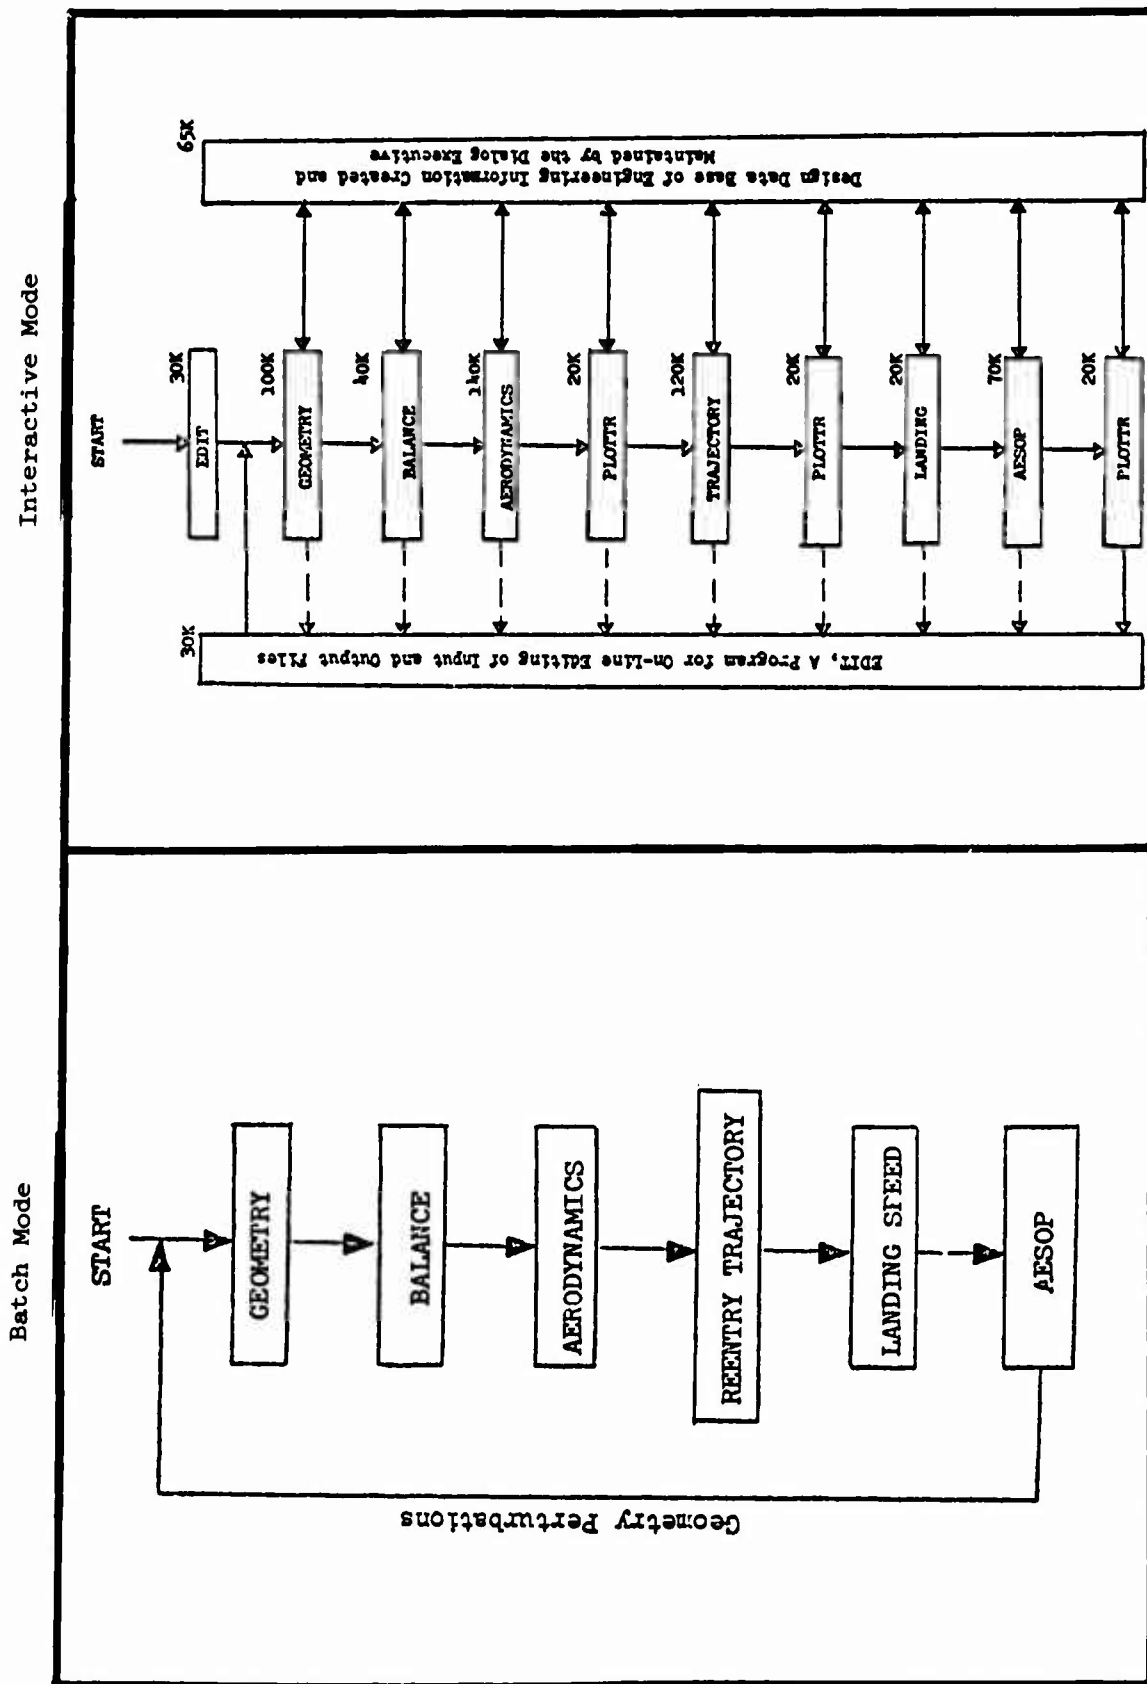 Batch Mode
START
GEOMETRY
BALANCE
AERODYNAMICS
REENTRY TRAJECTORY
LANDING SPEED
AESOP
Geometry Perturbations
Interactive Mode
START
30K
EDIT
100K
GEOMETRY
40K
BALANCE
140K
AERODYNAMICS
20K
PLOTTR
120K
TRAJECTORY
20K
PLOTTR
20K
LANDING
70K
AESOP
20K
PLOTTR
30K
EDIT, A Program for On-Line Editing of Input and Output Files
65K
Design Data Base of Engineering Information Created and
Maintained by the Dialog Executive